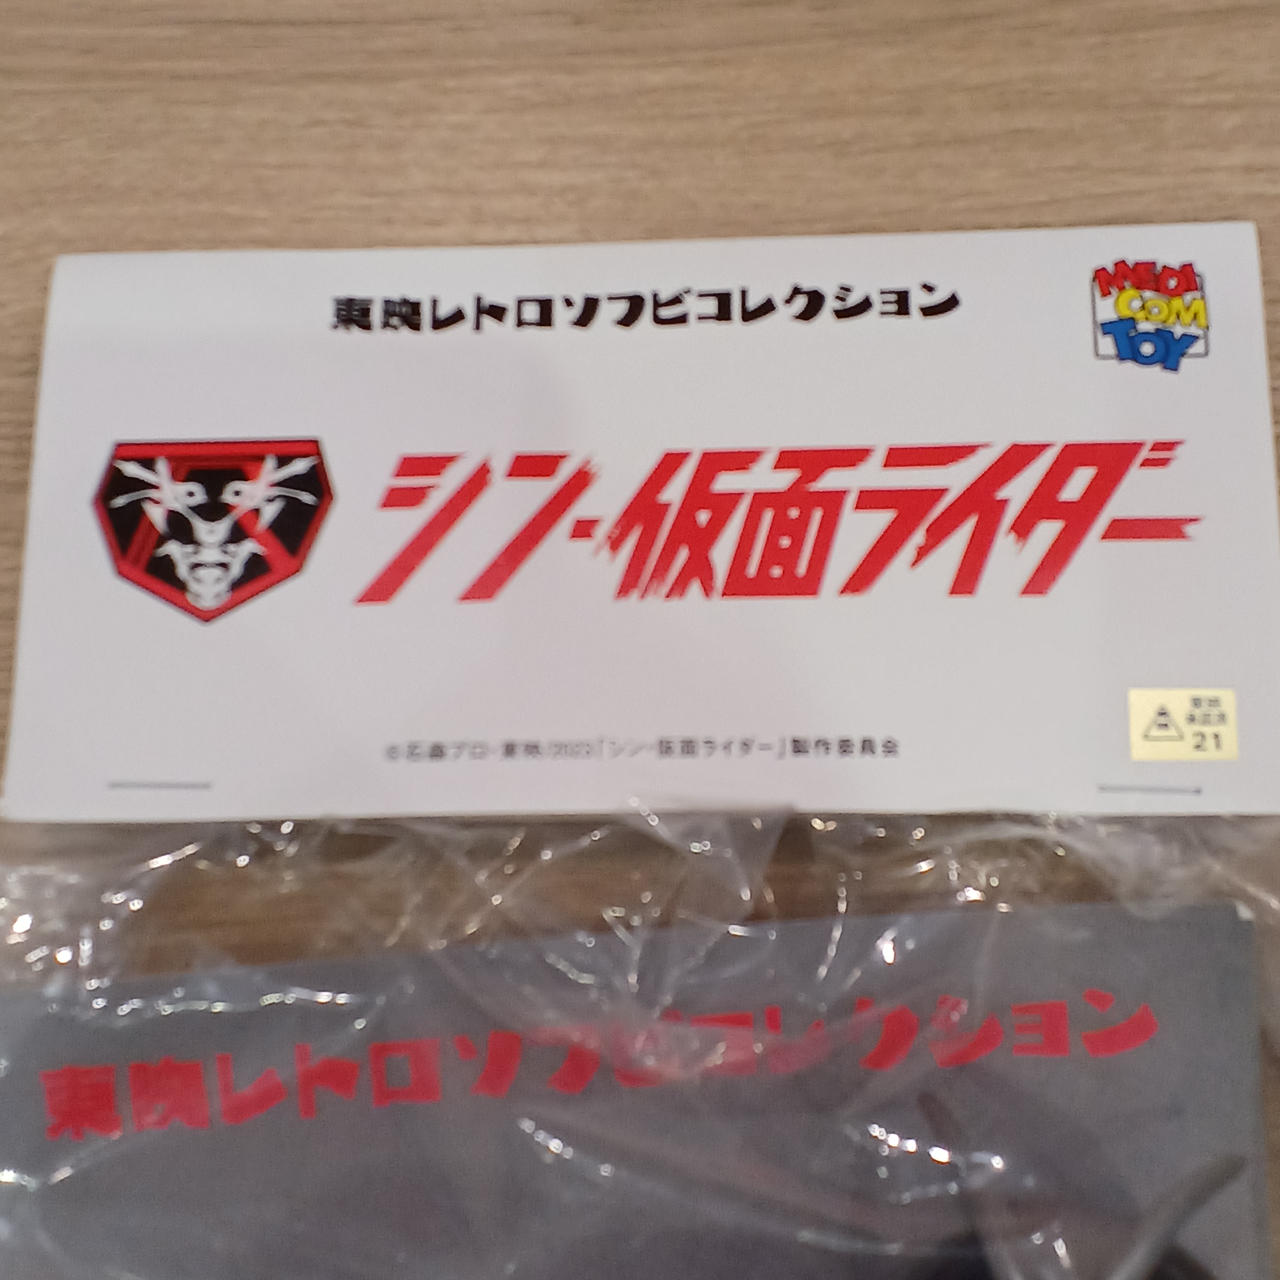 東映レトロソフビコレクション
MEDI
COM
TOY
シン・仮面ライダー
©石森プロ・東映/2023「シン・仮面ライダー」製作委員会
21
東映レトロソフビコレクション